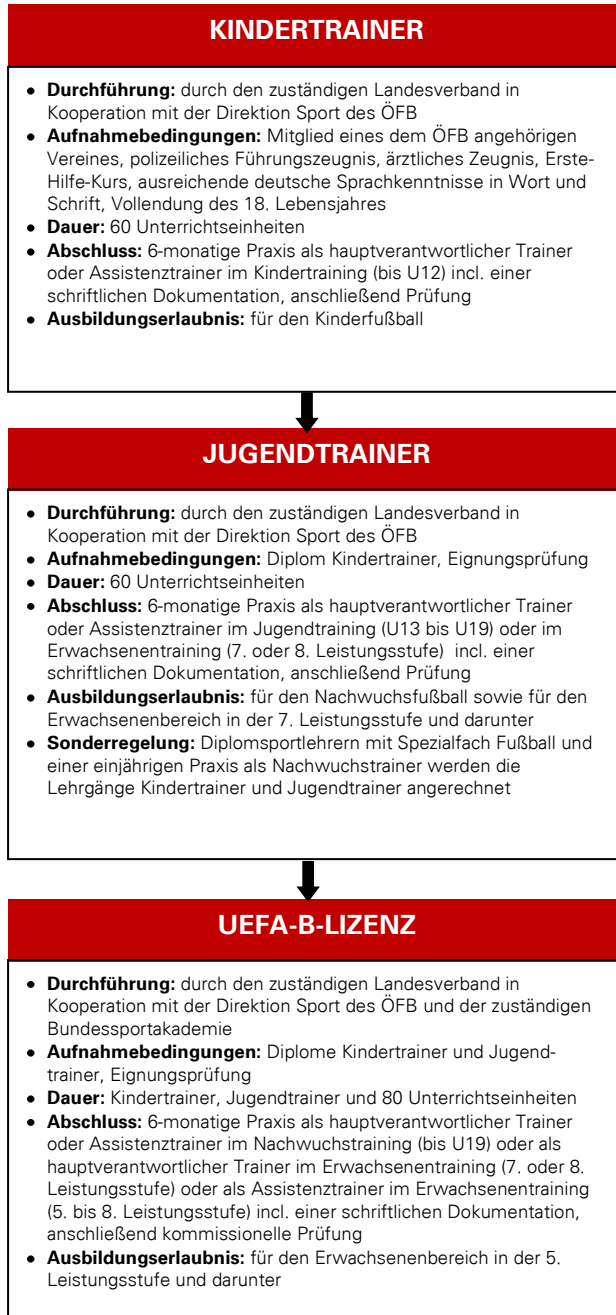 KINDERTRAINER
• Durchführung: durch den zuständigen Landesverband in
Kooperation mit der Direktion Sport des ÖFB
• Aufnahmebedingungen: Mitglied eines dem ÖFB angehörigen
Vereines, polizeiliches Führungszeugnis, ärztliches Zeugnis, Erste-
Hilfe-Kurs, ausreichende deutsche Sprachkenntnisse in Wort und
Schrift, Vollendung des 18. Lebensjahres
• Dauer: 60 Unterrichtseinheiten
• Abschluss: 6-monatige Praxis als hauptverantwortlicher Trainer
oder Assistenztrainer im Kindertraining (bis U12) incl. einer
schriftlichen Dokumentation, anschließend Prüfung
• Ausbildungserlaubnis: für den Kinderfußball
JUGENDTRAINER
• Durchführung: durch den zuständigen Landesverband in
Kooperation mit der Direktion Sport des ÖFB
• Aufnahmebedingungen: Diplom Kindertrainer, Eignungsprüfung
• Dauer: 60 Unterrichtseinheiten
• Abschluss: 6-monatige Praxis als hauptverantwortlicher Trainer
oder Assistenztrainer im Jugendtraining (U13 bis U19) oder im
Erwachsenentraining (7. oder 8. Leistungsstufe) incl. einer
schriftlichen Dokumentation, anschließend Prüfung
• Ausbildungserlaubnis: für den Nachwuchsfußball sowie für den
Erwachsenenbereich in der 7. Leistungsstufe und darunter
• Sonderregelung: Diplomsportlehrern mit Spezialfach Fußball und
einer einjährigen Praxis als Nachwuchstrainer werden die
Lehrgänge Kindertrainer und Jugendtrainer angerechnet
UEFA-B-LIZENZ
• Durchführung: durch den zuständigen Landesverband in
Kooperation mit der Direktion Sport des ÖFB und der zuständigen
Bundessportakademie
• Aufnahmebedingungen: Diplome Kindertrainer und Jugend-
trainer, Eignungsprüfung
• Dauer: Kindertrainer, Jugendtrainer und 80 Unterrichtseinheiten
• Abschluss: 6-monatige Praxis als hauptverantwortlicher Trainer
oder Assistenztrainer im Nachwuchstraining (bis U19) oder als
hauptverantwortlicher Trainer im Erwachsenentraining (7. oder 8.
Leistungsstufe) oder als Assistenztrainer im Erwachsenentraining
(5. bis 8. Leistungsstufe) incl. einer schriftlichen Dokumentation,
anschließend kommissionelle Prüfung
• Ausbildungserlaubnis: für den Erwachsenenbereich in der 5.
Leistungsstufe und darunter